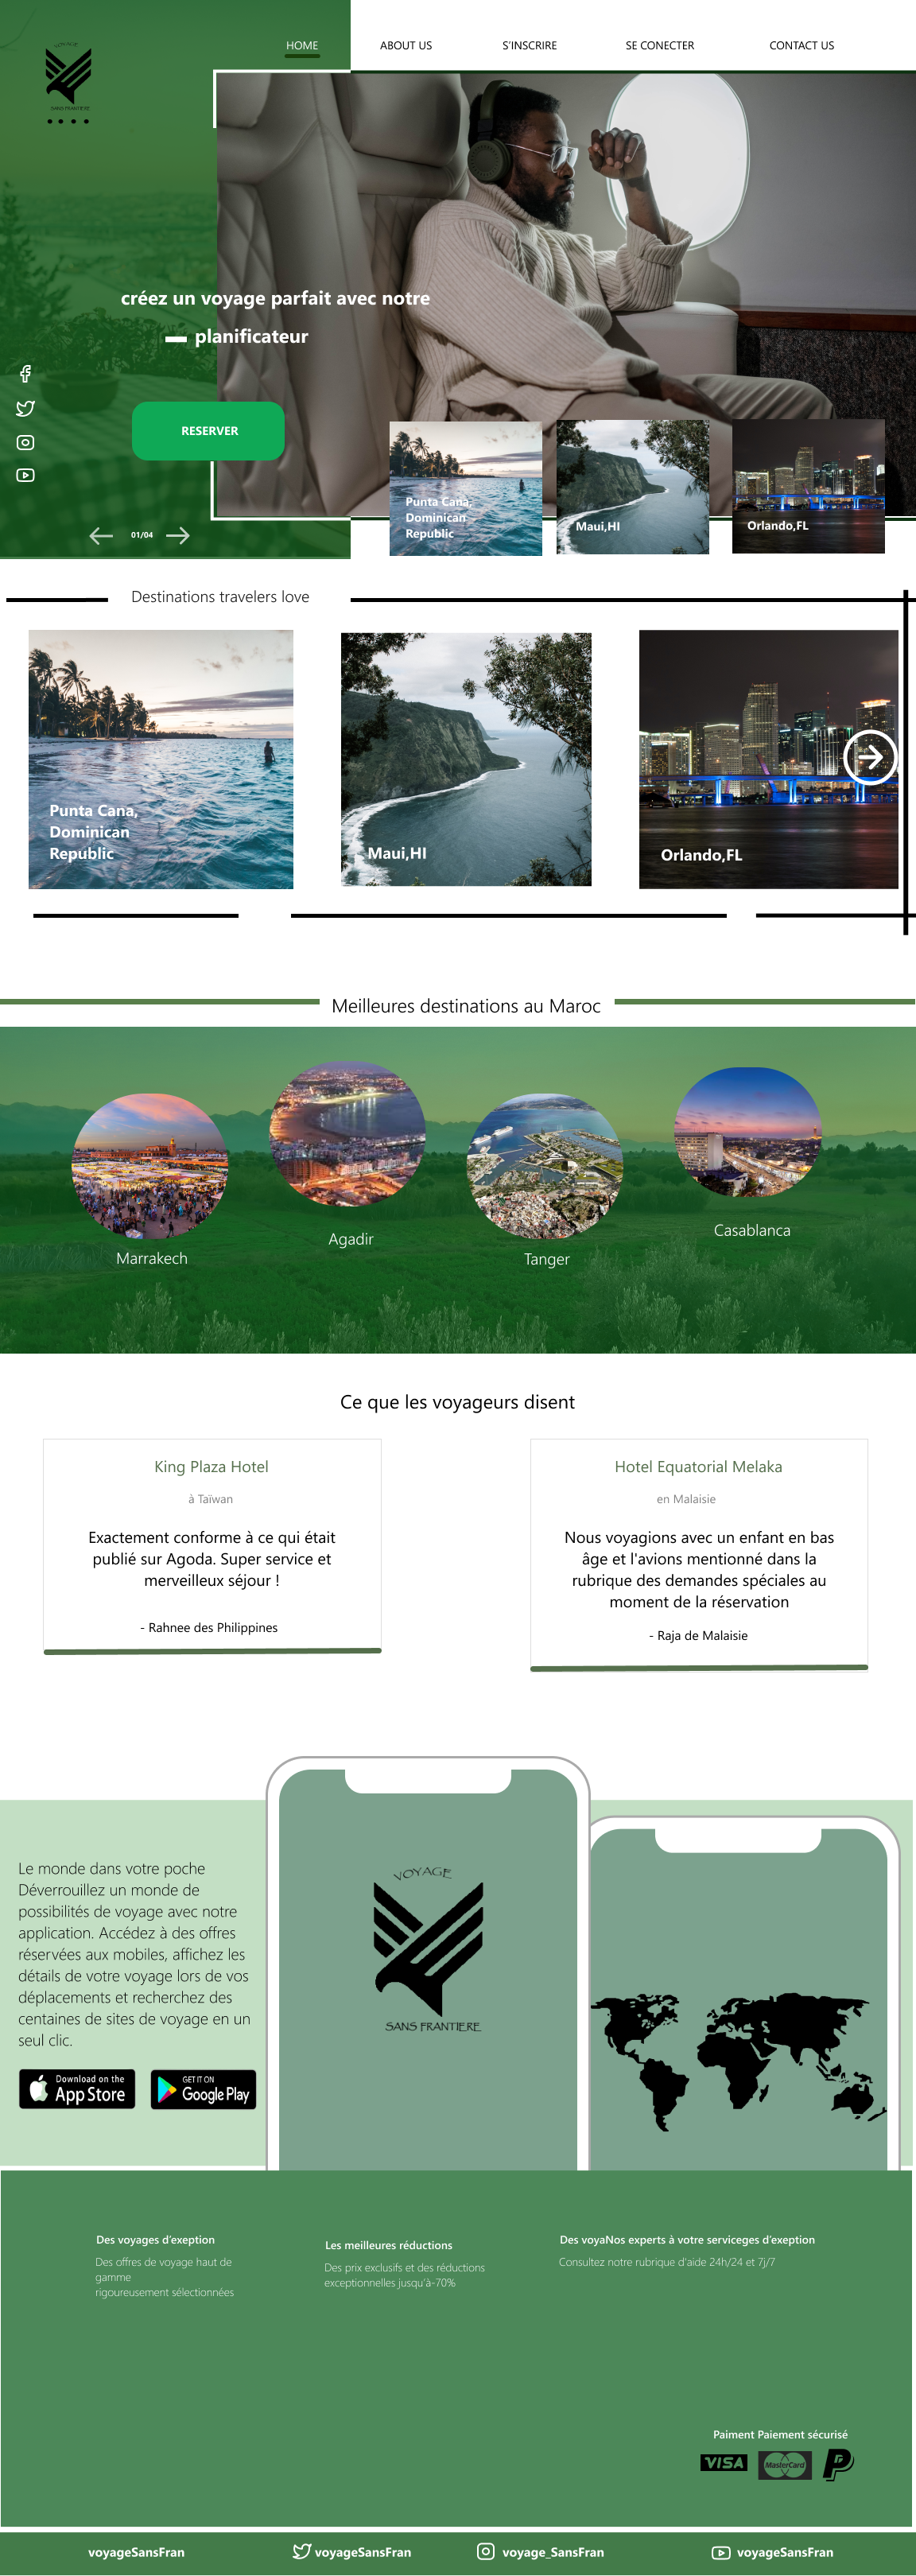 HOME
ABOUT US
S'INSCRIRE
SE CONECTER
CONTACT US
VOYAGE
SANS FRANTIERE
créez un voyage parfait avec notre
planificateur
RESERVER
01/04
Punta Cana,
Dominican
Republic
Maui,HI
Orlando,FL
Destinations travelers love
Punta Cana,
Dominican
Republic
Maui,HI
Orlando,FL
Meilleures destinations au Maroc
Marrakech
Agadir
Tanger
Casablanca
Ce que les voyageurs disent
King Plaza Hotel
à Taïwan
Exactement conforme à ce qui était
publié sur Agoda. Super service et
merveilleux séjour !
- Rahnee des Philippines
Hotel Equatorial Melaka
en Malaisie
Nous voyagions avec un enfant en bas
âge et l'avions mentionné dans la
rubrique des demandes spéciales au
moment de la réservation
- Raja de Malaisie
Le monde dans votre poche
Déverrouillez un monde de
possibilités de voyage avec notre
application. Accédez à des offres
réservées aux mobiles, affichez les
détails de votre voyage lors de vos
déplacements et recherchez des
centaines de sites de voyage en un
seul clic.
Download on the
App Store
GET IT ON
Google Play
VOYAGE
SANS FRANTIERE
Des voyages d'exeption
Des offres de voyage haut de
gamme
rigoureusement sélectionnées
Les meilleures réductions
Des prix exclusifs et des réductions
exceptionnelles jusqu'à-70%
Des voyaNos experts à votre serviceges d'exeption
Consultez notre rubrique d'aide 24h/24 et 7j/7
Paiment Paiement sécurisé
VISA
MasterCard
voyageSansFran
voyageSansFran
voyage_SansFran
voyageSansFran